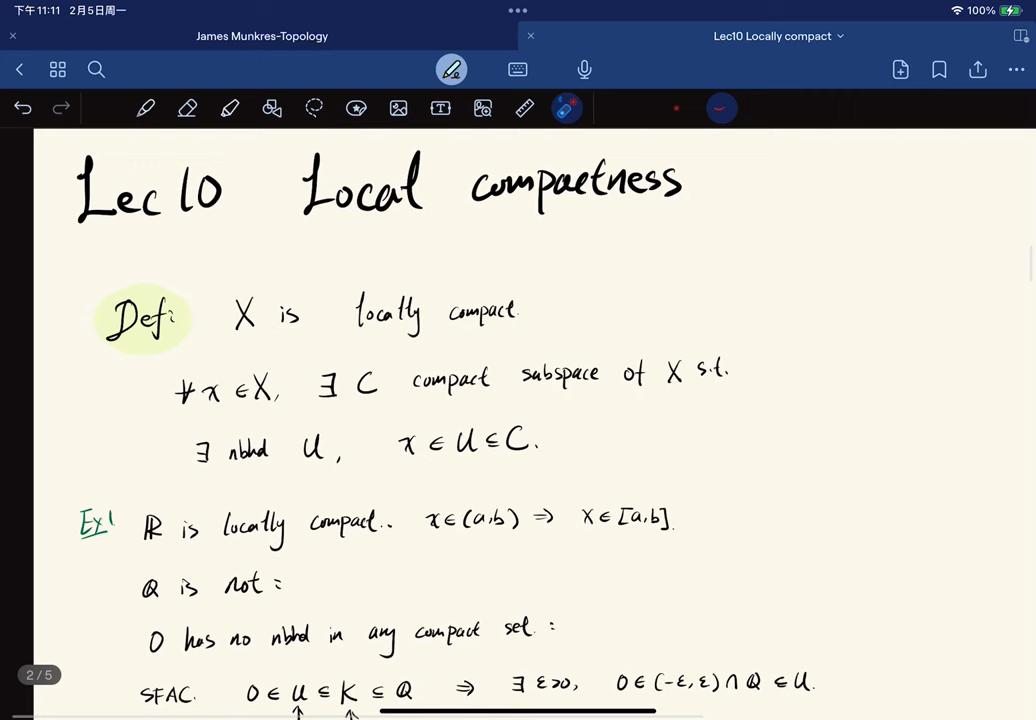 下午11:11 2月5日周一
100%
James Munkres-Topology
Lec10 Locally compact
Lec 10 Local compactness
Def: X is locally compact.
∀ x ∈ X, ∃ C compact subspace of X s.t.
∃ nbhd U, x ∈ U ⊆ C.
Ex1 ℝ is locally compact.. x ∈ (a,b) ⇒ x ∈ [a,b].
ℚ is not:
0 has no nbhd in any compact set:
SFAC. 0 ∈ U ⊆ K ⊆ ℚ ⇒ ∃ ε>0, 0 ∈ (-ε, ε) ∩ ℚ ⊆ U.
2 / 5